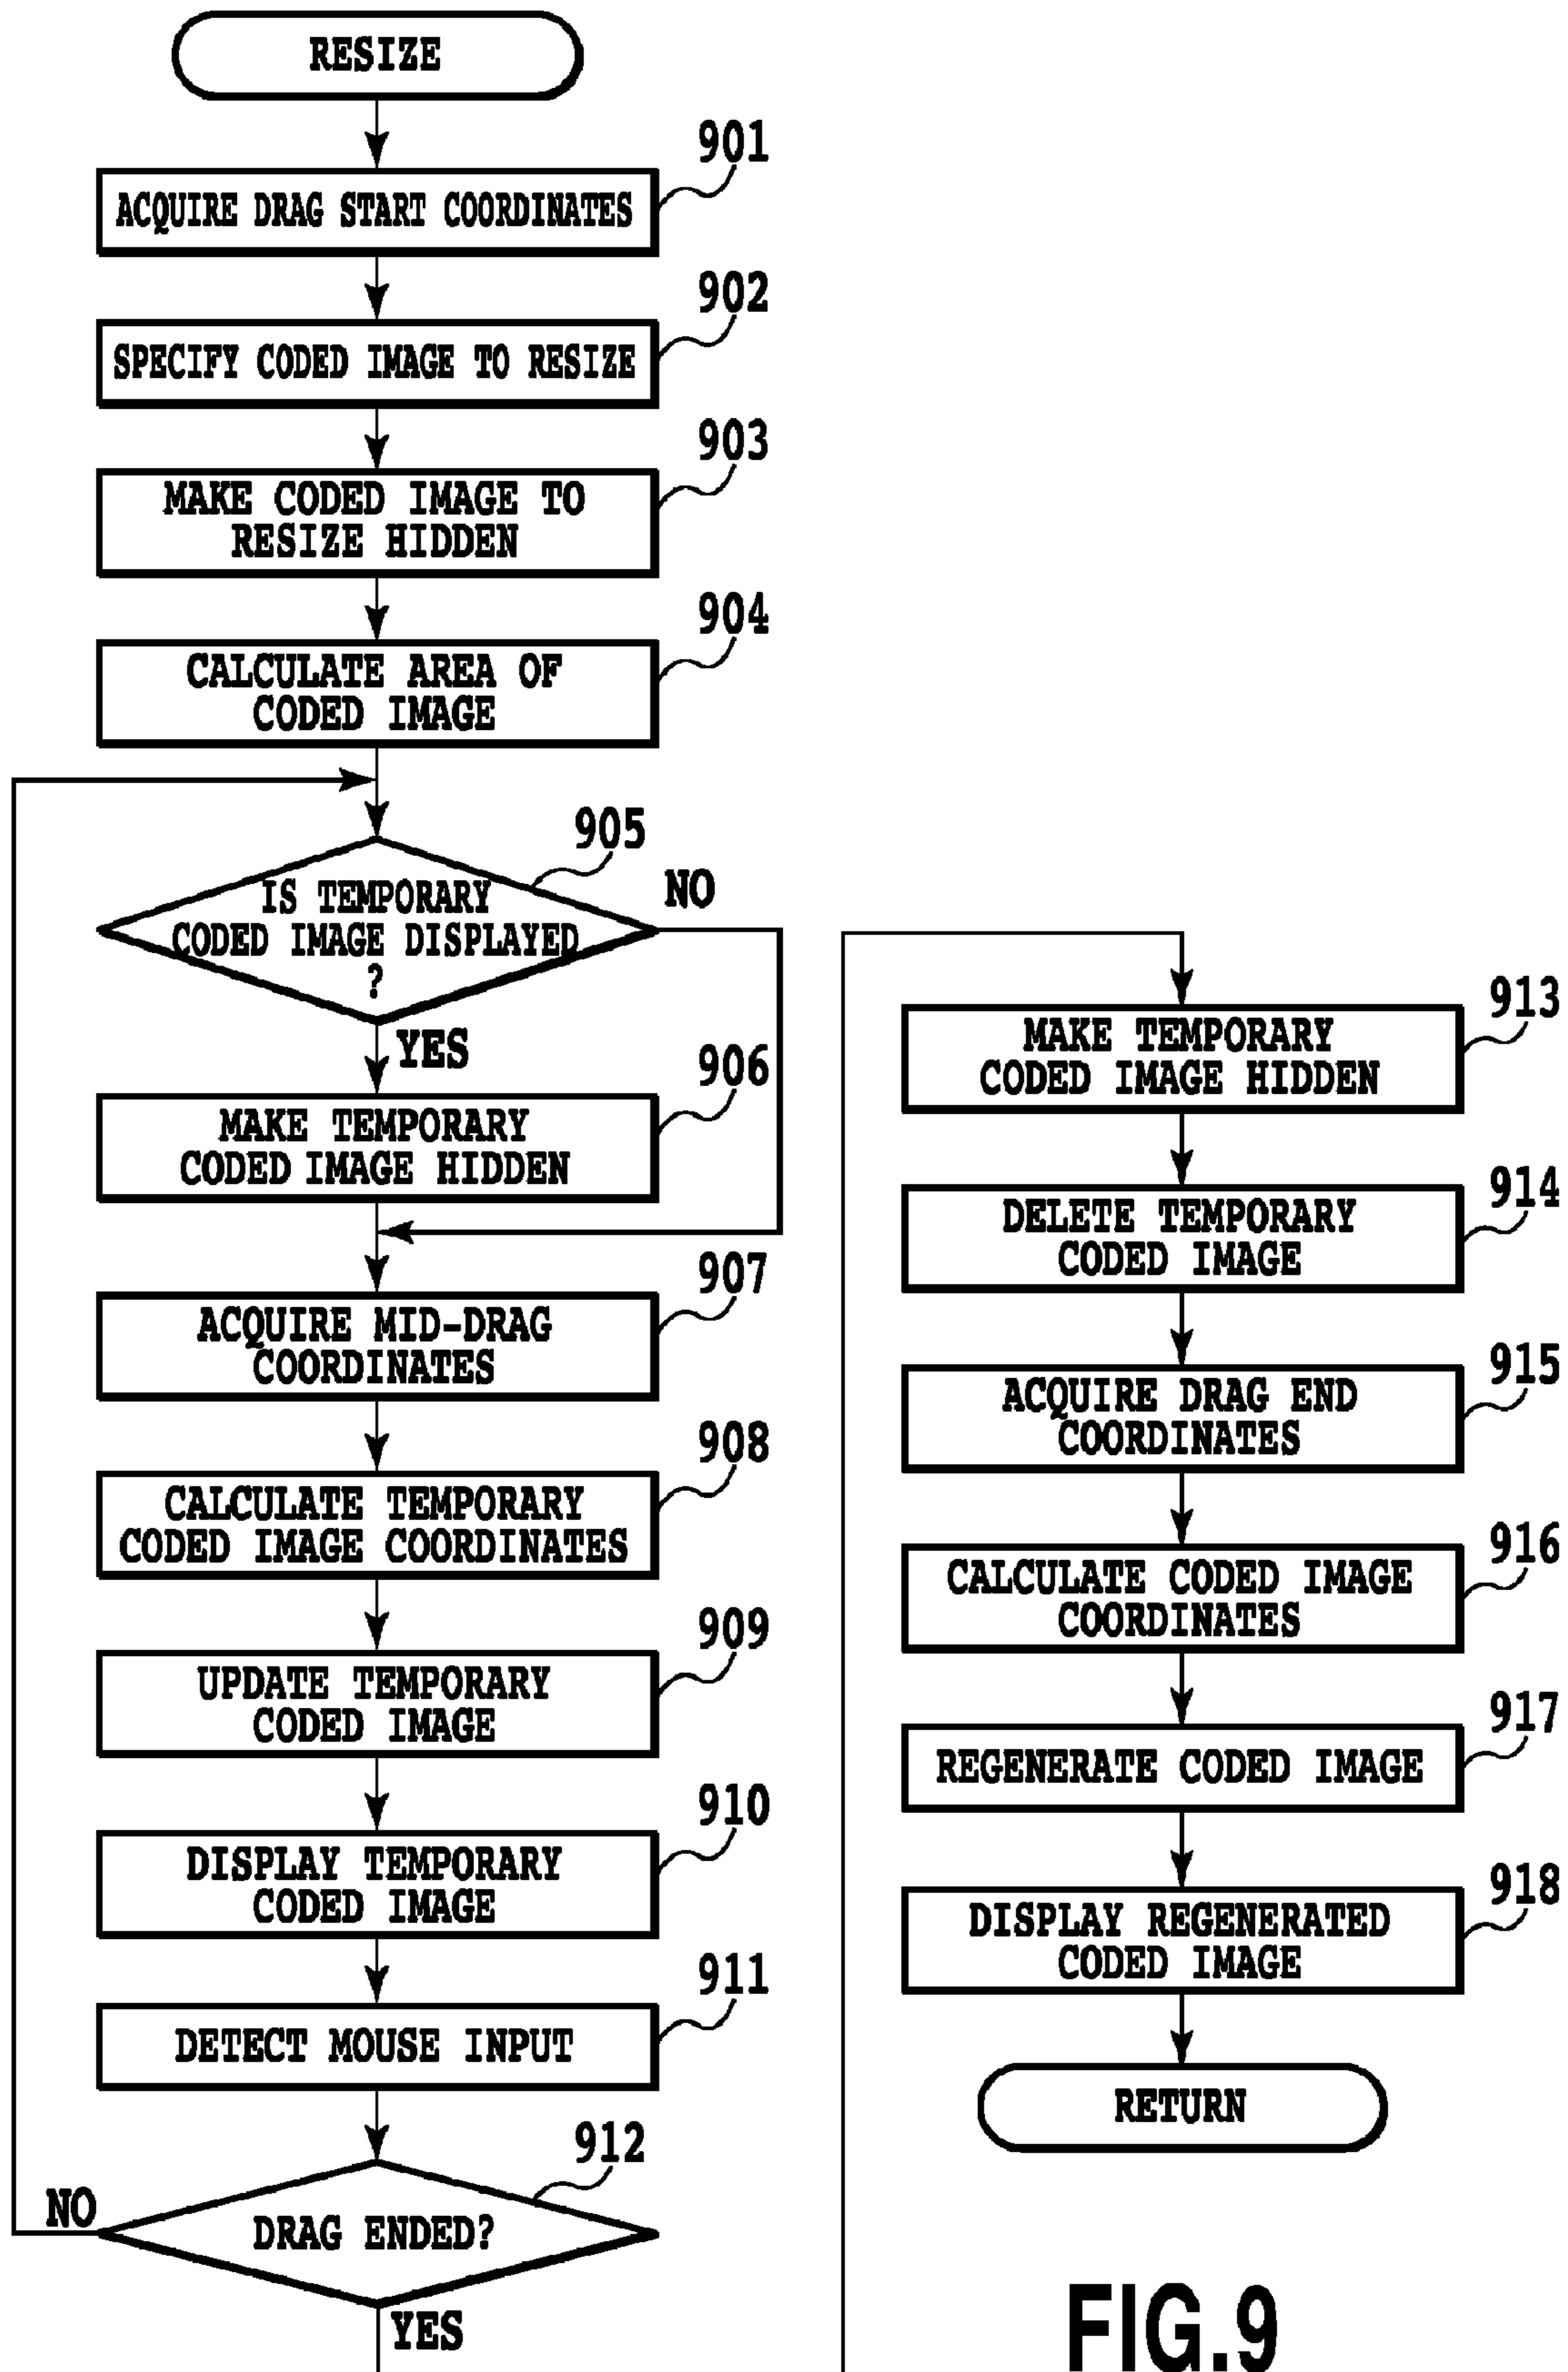 RESIZE
901
ACQUIRE DRAG START COORDINATES
902
SPECIFY CODED IMAGE TO RESIZE
903
MAKE CODED IMAGE TO
RESIZE HIDDEN
904
CALCULATE AREA OF
CODED IMAGE
905
IS TEMPORARY
CODED IMAGE DISPLAYED
?
NO
YES
906
MAKE TEMPORARY
CODED IMAGE HIDDEN
907
ACQUIRE MID-DRAG
COORDINATES
908
CALCULATE TEMPORARY
CODED IMAGE COORDINATES
909
UPDATE TEMPORARY
CODED IMAGE
910
DISPLAY TEMPORARY
CODED IMAGE
911
DETECT MOUSE INPUT
912
NO
DRAG ENDED?
YES
913
MAKE TEMPORARY
CODED IMAGE HIDDEN
914
DELETE TEMPORARY
CODED IMAGE
915
ACQUIRE DRAG END
COORDINATES
916
CALCULATE CODED IMAGE
COORDINATES
917
REGENERATE CODED IMAGE
918
DISPLAY REGENERATED
CODED IMAGE
RETURN
FIG.9